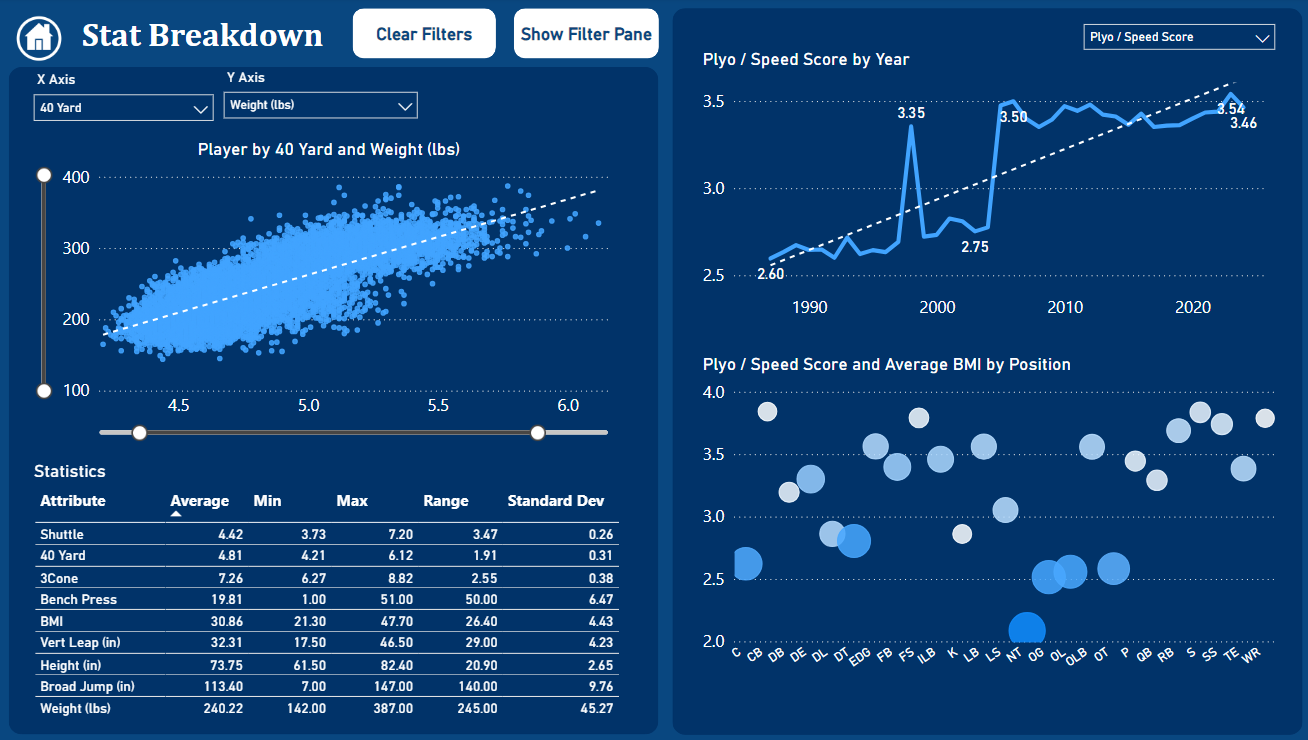 Stat Breakdown
Clear Filters
Show Filter Pane
X Axis
40 Yard
Y Axis
Weight (lbs)
Player by 40 Yard and Weight (lbs)
400
300
200
100
4.5 5.0 5.5 6.0
Statistics
Attribute Average Min Max Range Standard Dev
Shuttle 4.42 3.73 7.20 3.47 0.26
40 Yard 4.81 4.21 6.12 1.91 0.31
3Cone 7.26 6.27 8.82 2.55 0.38
Bench Press 19.81 1.00 51.00 50.00 6.47
BMI 30.86 21.30 47.70 26.40 4.43
Vert Leap (in) 32.31 17.50 46.50 29.00 4.23
Height (in) 73.75 61.50 82.40 20.90 2.65
Broad Jump (in) 113.40 7.00 147.00 140.00 9.76
Weight (lbs) 240.22 142.00 387.00 245.00 45.27
Plyo / Speed Score
Plyo / Speed Score by Year
3.5
3.0
2.5
3.35
3.50
3.54
3.46
2.75
2.60
1990 2000 2010 2020
Plyo / Speed Score and Average BMI by Position
4.0
3.5
3.0
2.5
2.0
C CB DB DE DL DT EDG FB FS ILB K LB LS NT OG OL OLB OT P QB RB S SS TE WR